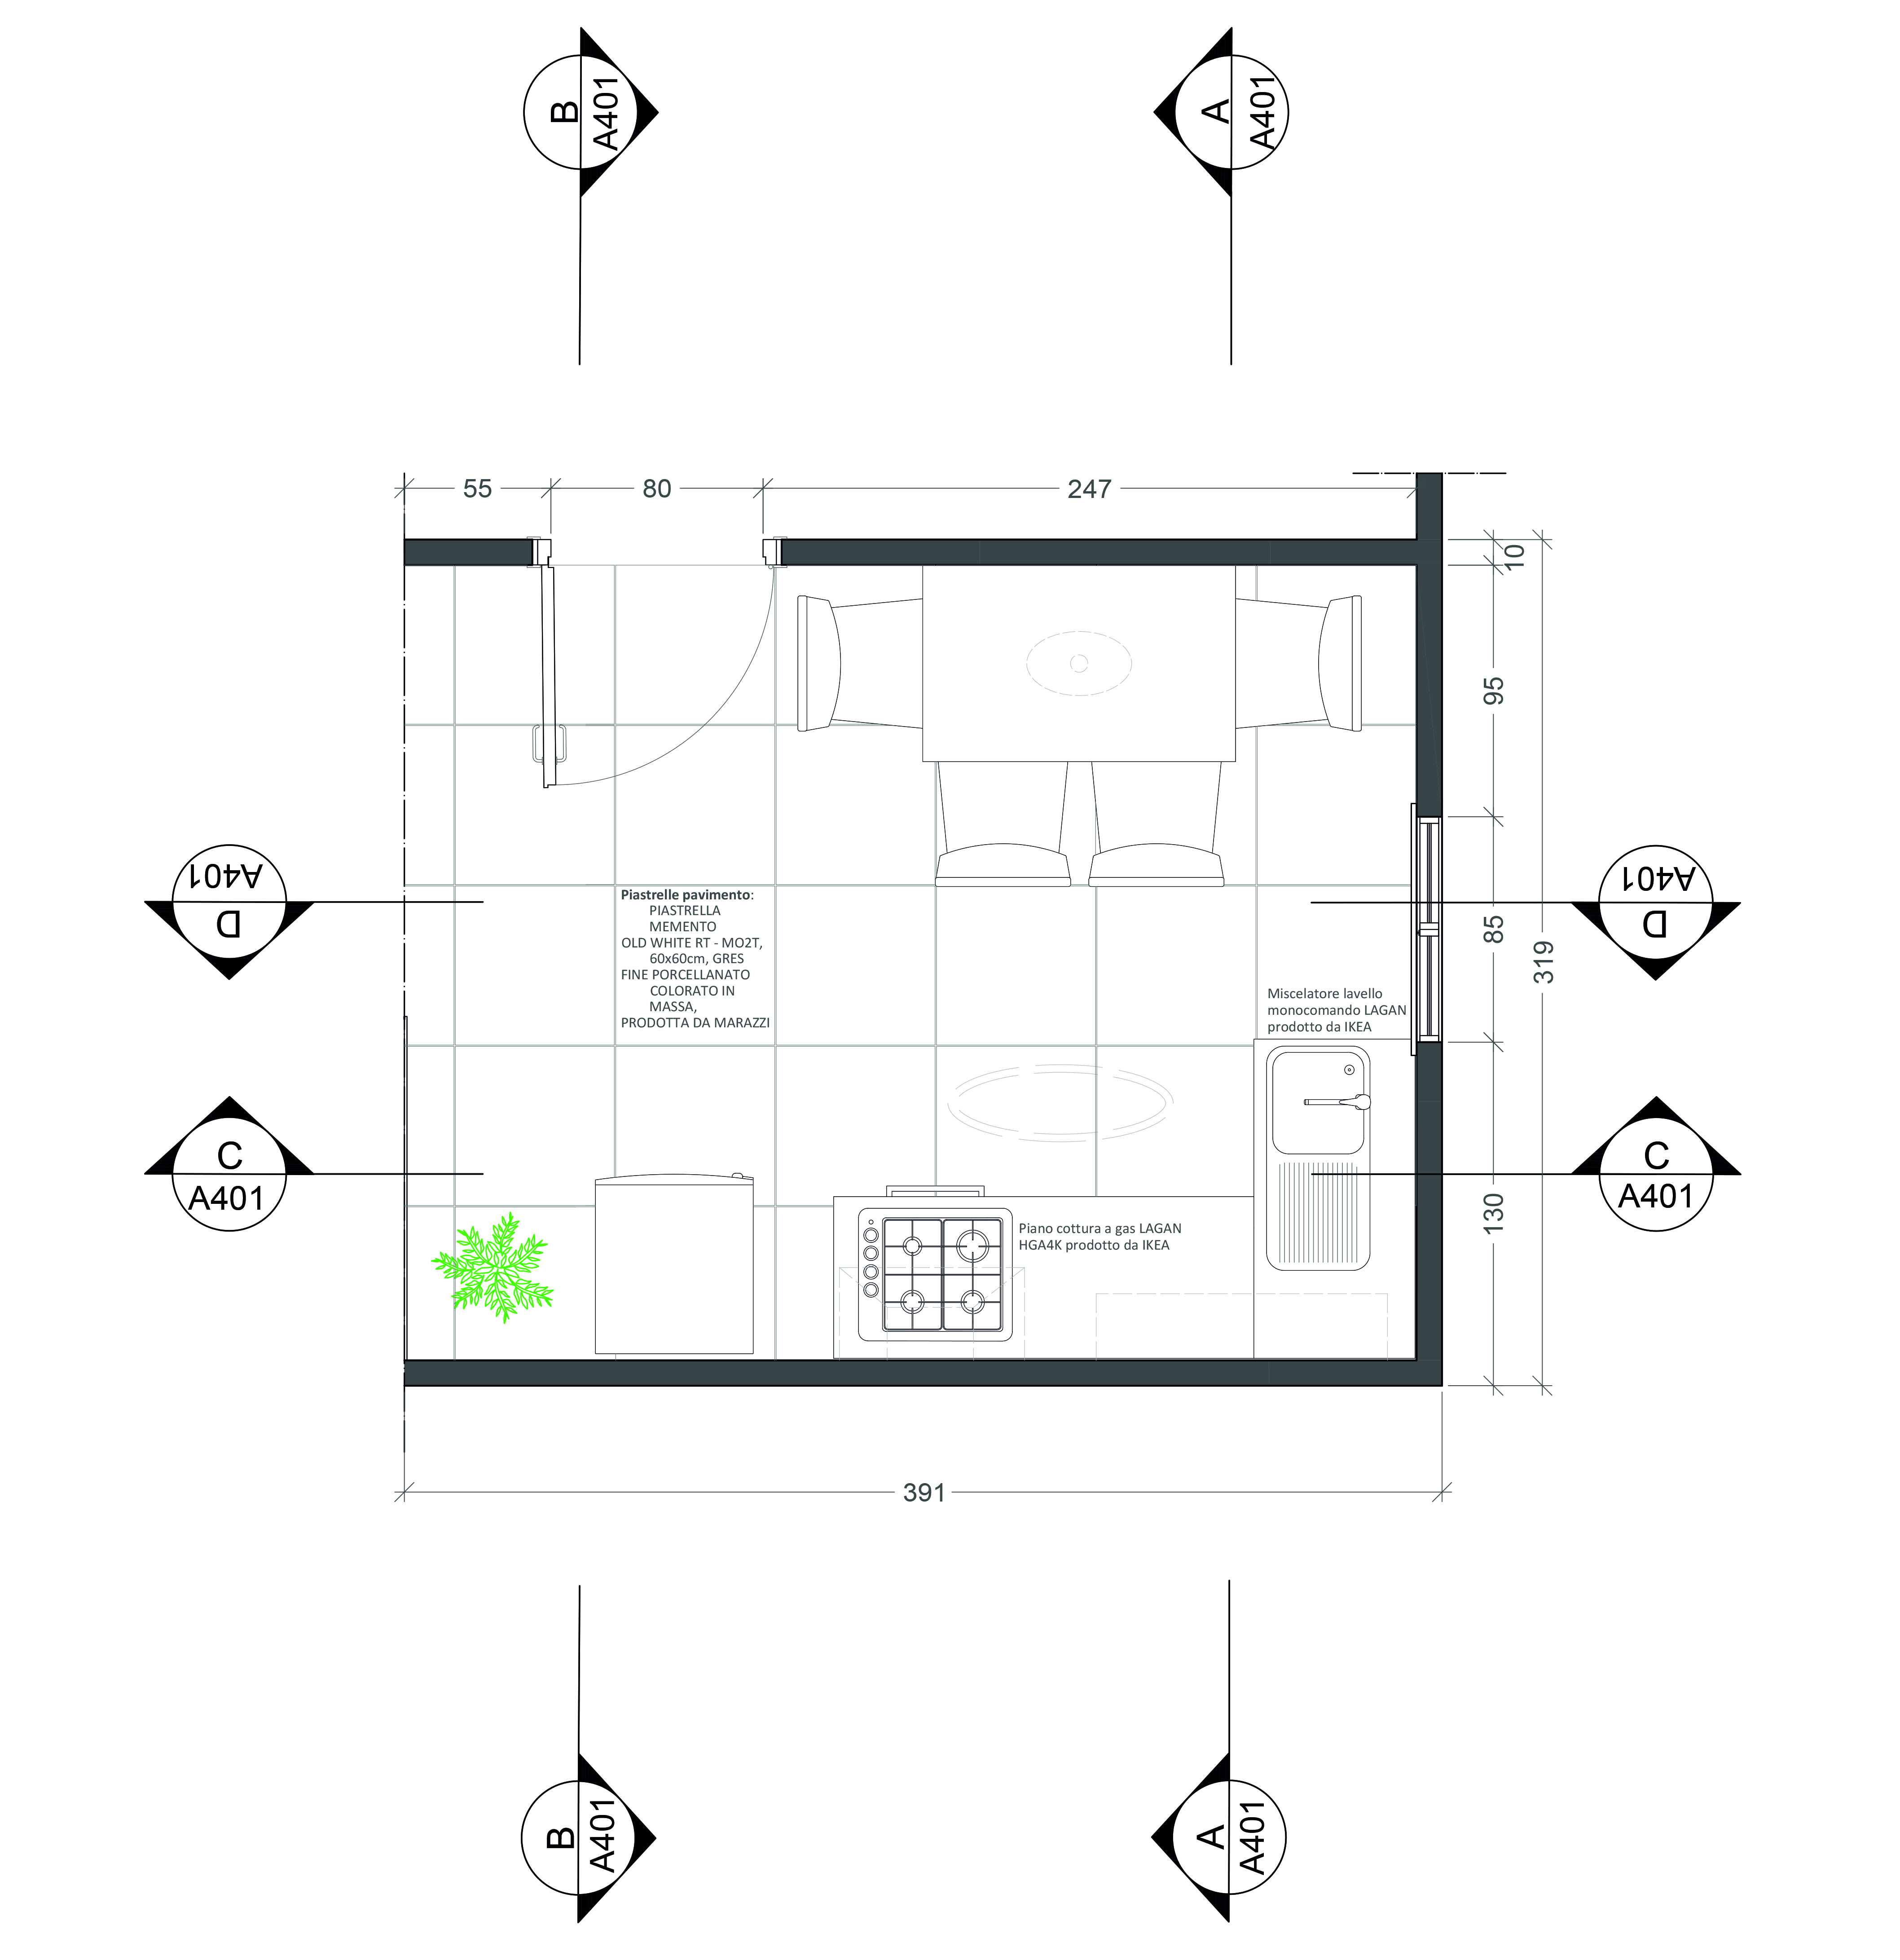 B
A401
A
A401
55
80
247
10
95
85
319
130
A401
D
A401
D
Piastrelle pavimento:
PIASTRELLA
MEMENTO
OLD WHITE RT - MO2T,
60x60cm, GRES
FINE PORCELLANATO
COLORATO IN
MASSA,
PRODOTTA DA MARAZZI
Miscelatore lavello
monocomando LAGAN
prodotto da IKEA
C
A401
C
A401
Piano cottura a gas LAGAN
HGA4K prodotto da IKEA
391
B
A401
A
A401